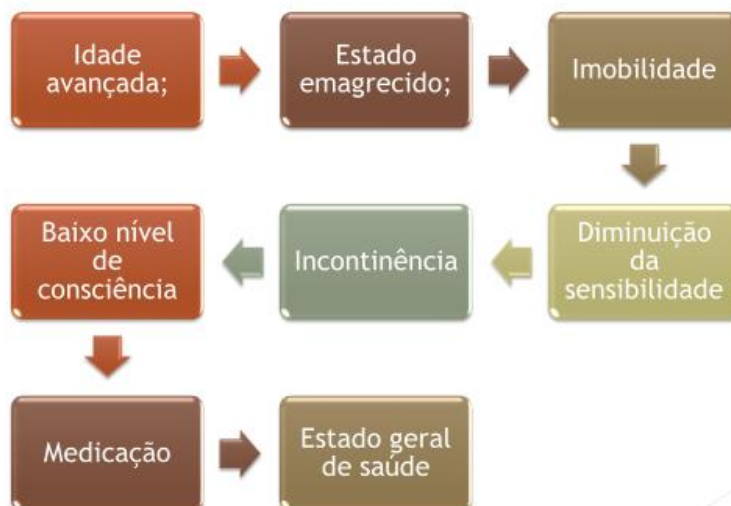 Idade
avançada;
Estado
emagrecido;
Imobilidade
Diminuição
da
sensibilidade
Incontinência
Baixo nível
de
consciência
Medicação
Estado geral
de saúde